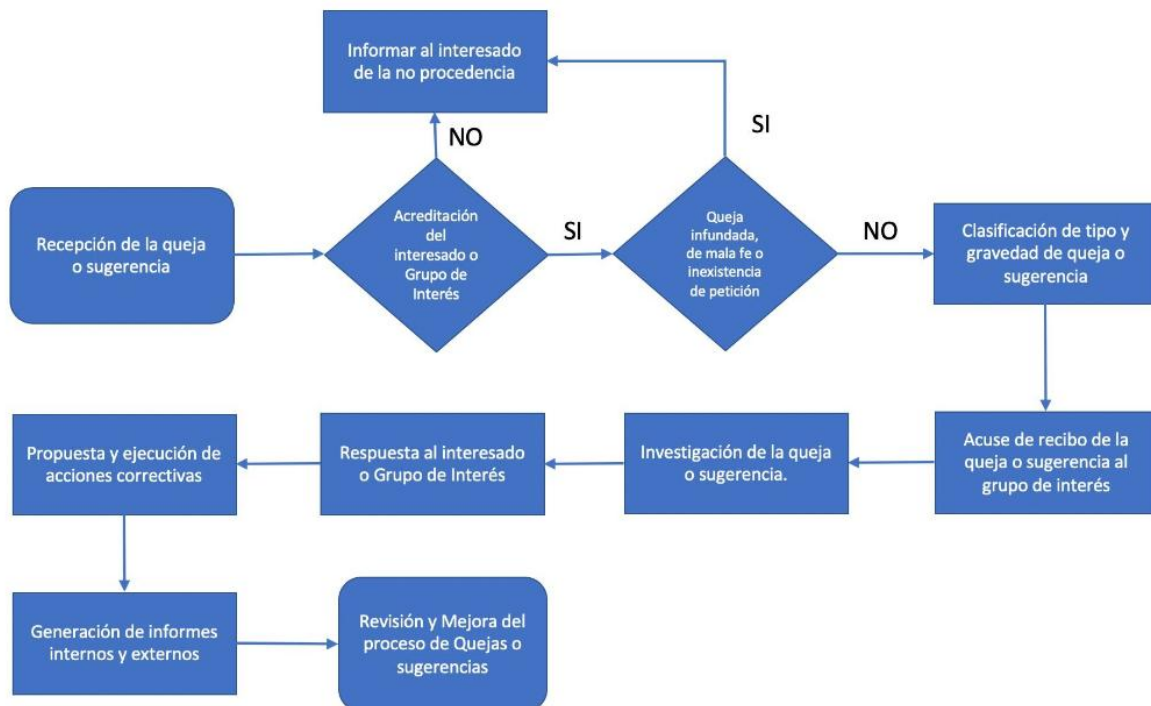 Informar al interesado
de la no procedencia
NO
SI
Recepción de la queja
o sugerencia
Acreditación
del
interesado o
Grupo de
Interés
SI
Queja
infundada,
de mala fe o
inexistencia
de petición
NO
Clasificación de tipo y
gravedad de queja o
sugerencia
Propuesta y ejecución de
acciones correctivas
Respuesta al interesado
o Grupo de Interés
Investigación de la queja
o sugerencia.
Acuse de recibo de la
queja o sugerencia al
grupo de interés
Generación de informes
internos y externos
Revisión y Mejora del
proceso de Quejas o
sugerencias